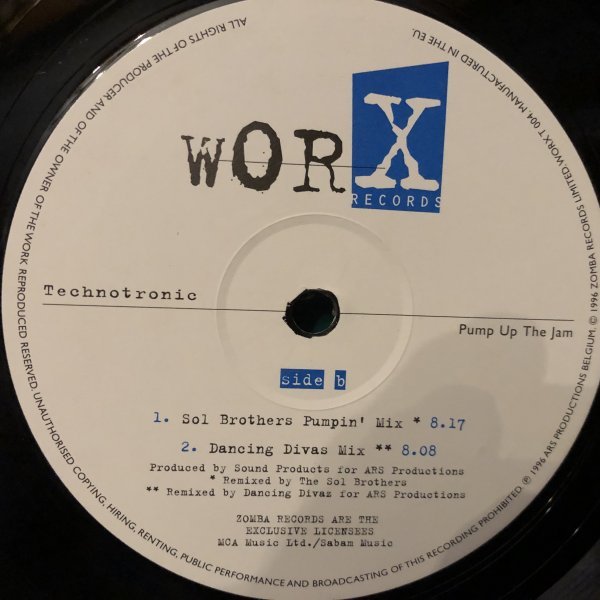 worX
RECORDS
Technotronic
Pump Up The Jam
side b
1. Sol Brothers Pumpin' Mix * 8.17
2. Dancing Divas Mix ** 8.08
Produced by Sound Products for ARS Productions
* Remixed by The Sol Brothers
** Remixed by Dancing Divaz for ARS Productions
ZOMBA RECORDS ARE THE
EXCLUSIVE LICENSEES
MCA Music Ltd./Sabam Music
ALL RIGHTS OF THE PRODUCER AND OF THE OWNER OF THE WORK REPRODUCED RESERVED. UNAUTHORISED COPYING, HIRING, RENTING, PUBLIC PERFORMANCE AND BROADCASTING OF THIS RECORDING PROHIBITED. ℗ 1996 ARS PRODUCTIONS BELGIUM. © 1996 ZOMBA RECORDS LIMITED. WORXT 004. MANUFACTURED IN THE EU.